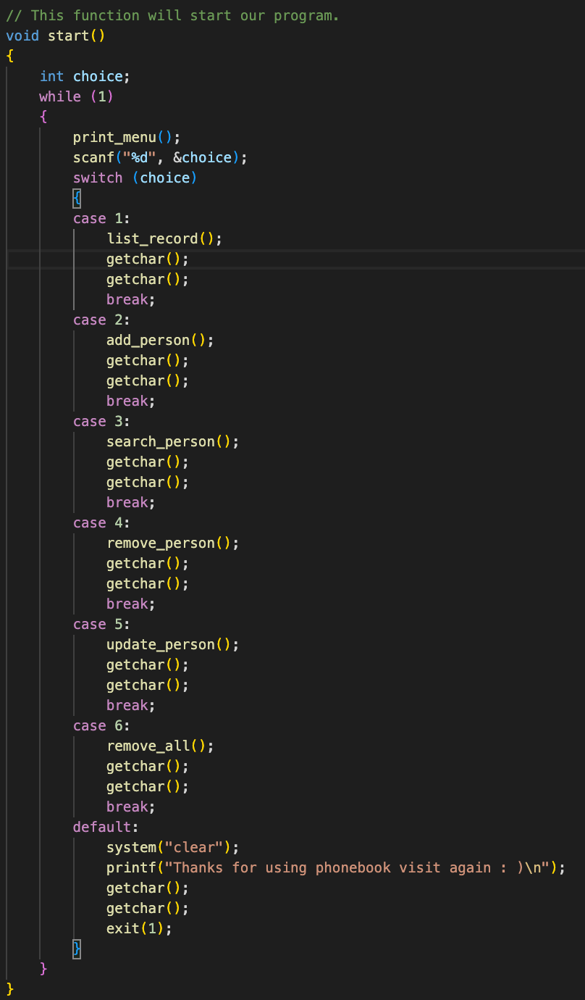 // This function will start our program.
void start()
{
    int choice;
    while (1)
    {
        print_menu();
        scanf("%d", &choice);
        switch (choice)
        {
        case 1:
            list_record();
            getchar();
            getchar();
            break;
        case 2:
            add_person();
            getchar();
            getchar();
            break;
        case 3:
            search_person();
            getchar();
            getchar();
            break;
        case 4:
            remove_person();
            getchar();
            getchar();
            break;
        case 5:
            update_person();
            getchar();
            getchar();
            break;
        case 6:
            remove_all();
            getchar();
            getchar();
            break;
        default:
            system("clear");
            printf("Thanks for using phonebook visit again : )\n");
            getchar();
            getchar();
            exit(1);
        }
    }
}